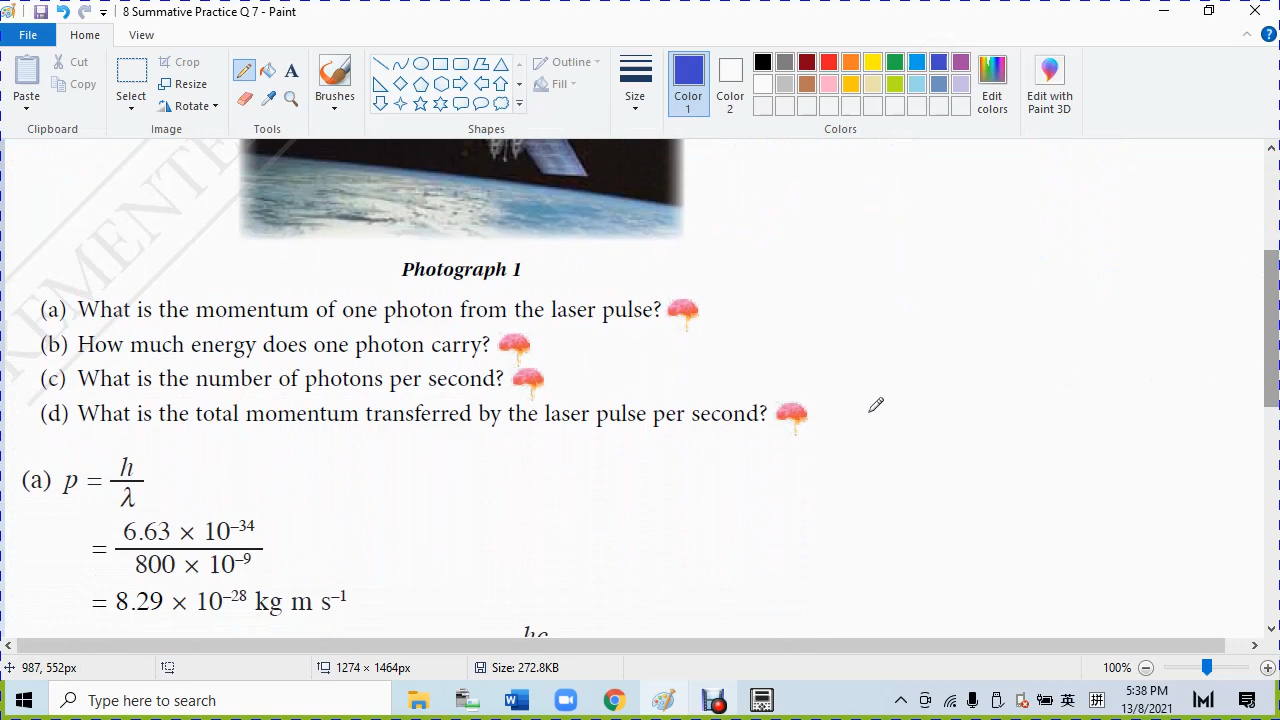 8 Summative Practice Q 7 - Paint
File Home View
Paste
Cut
Copy
Clipboard
Select
Crop
Resize
Rotate
Image
A
Tools
Brushes
Outline
Fill
Shapes
Size
Color 1
Color 2
Edit colors
Edit with Paint 3D
Colors
KEMENTE
Photograph 1
(a) What is the momentum of one photon from the laser pulse?
(b) How much energy does one photon carry?
(c) What is the number of photons per second?
(d) What is the total momentum transferred by the laser pulse per second?
(a) p = h/λ
= 6.63 × 10⁻³⁴ / 800 × 10⁻⁹
= 8.29 × 10⁻²⁸ kg m s⁻¹
hc
987, 552px
1274 × 1464px
Size: 272.8KB
100%
Type here to search
英
拼
5:38 PM
13/8/2021